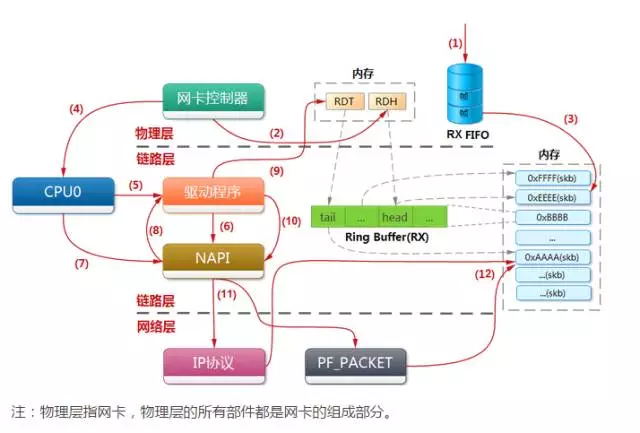 (1)
内存
网卡控制器
RDT
RDH
帧
帧
RX FIFO
(4)
(2)
(3)
物理层
链路层
(9)
内存
0xFFFF(skb)
CPU0
(5)
驱动程序
0xEEEE(skb)
0xBBBB
tail
...
head
...
Ring Buffer(RX)
(8)
(6)
(10)
...
(7)
NAPI
0xAAAA(skb)
(12)
...(skb)
(11)
...(skb)
链路层
网络层
IP协议
PF_PACKET
注：物理层指网卡，物理层的所有部件都是网卡的组成部分。